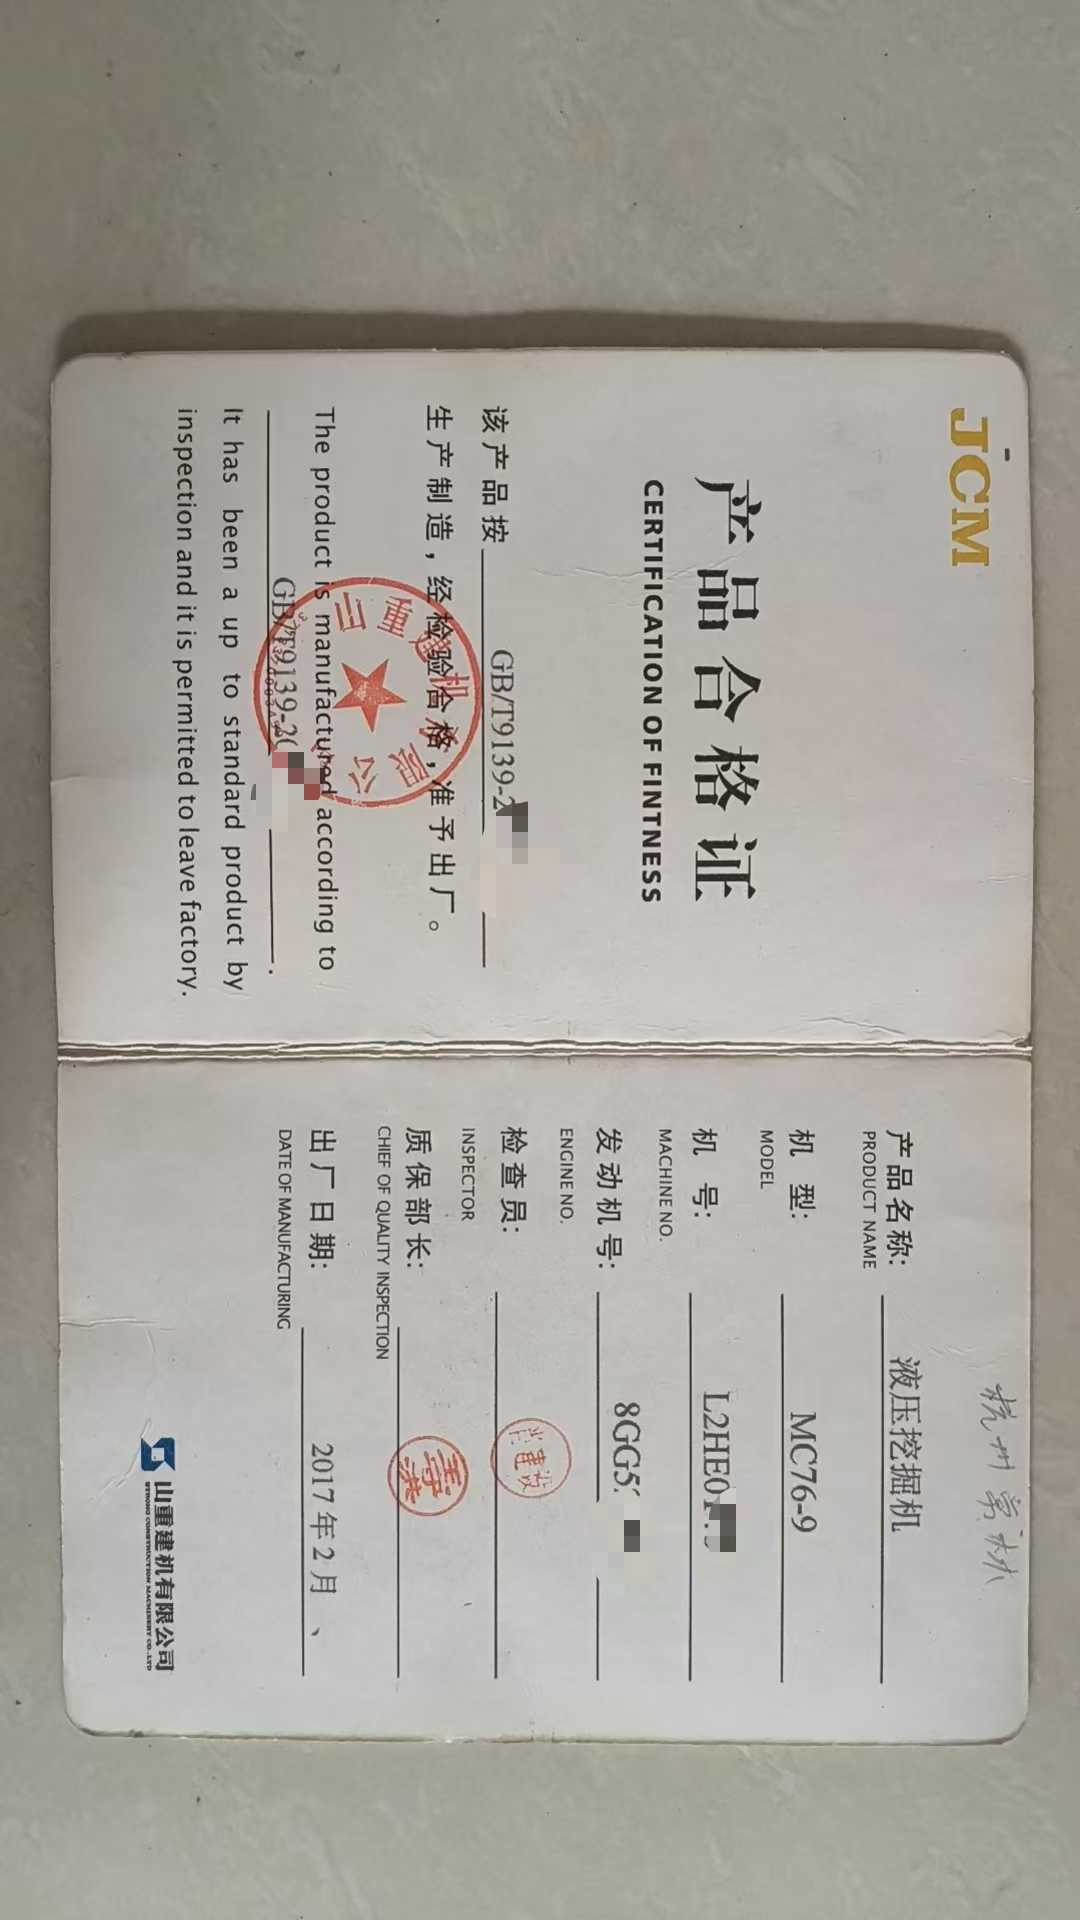 JCM
产品合格证
CERTIFICATION OF FINTNESS
该产品按 GB/T9139-2
生产制造，经检验合格，准予出厂。
The product is manufactured according to
GB/T9139-20 .
It has been a up to standard product by
inspection and it is permitted to leave factory.
杭州
产品名称: 液压挖掘机
PRODUCT NAME
机 型: MC76-9
MODEL
机 号: L2HE0
MACHINE NO.
发动机号: 8GG5
ENGINE NO.
检查员:
INSPECTOR
质保部长:
CHIEF OF QUALITY INSPECTION
出厂日期: 2017年2月、
DATE OF MANUFACTURING
山重建机有限公司
STRONG CONSTRUCTION MACHINERY CO.,LTD